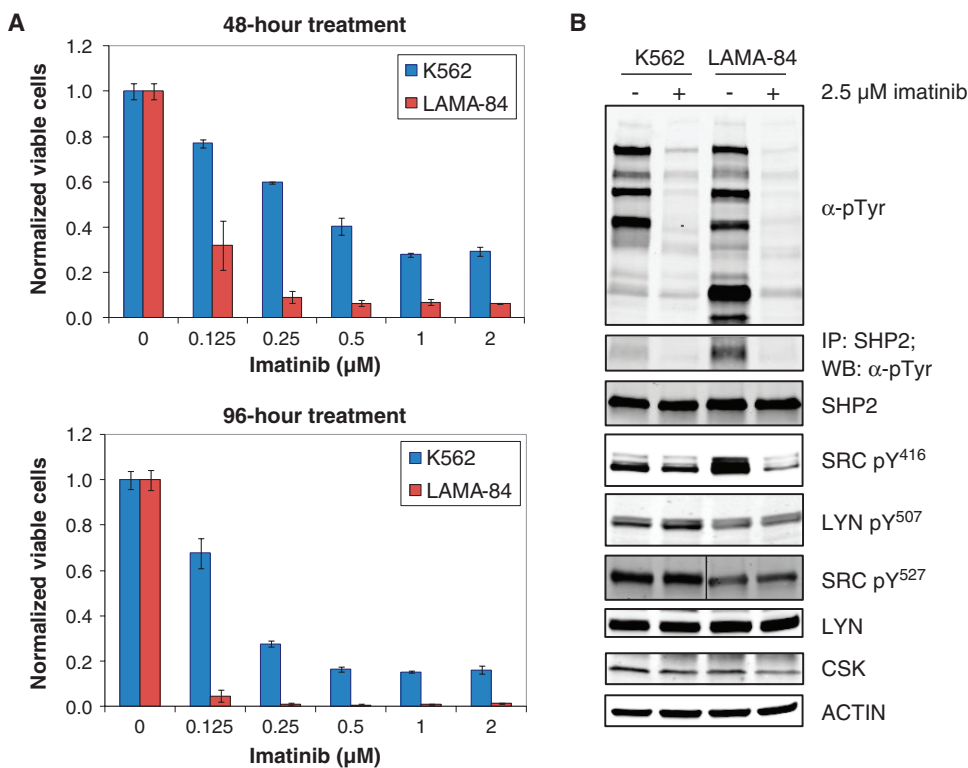 A
48-hour treatment
1.2
1.0
0.8
0.6
0.4
0.2
0.0
Normalized viable cells
K562
LAMA-84
0 0.125 0.25 0.5 1 2
Imatinib (µM)
96-hour treatment
1.2
1.0
0.8
0.6
0.4
0.2
0.0
Normalized viable cells
K562
LAMA-84
0 0.125 0.25 0.5 1 2
Imatinib (µM)
B
K562 LAMA-84
- + - + 2.5 µM imatinib
α-pTyr
IP: SHP2;
WB: α-pTyr
SHP2
SRC pY416
LYN pY507
SRC pY527
LYN
CSK
ACTIN